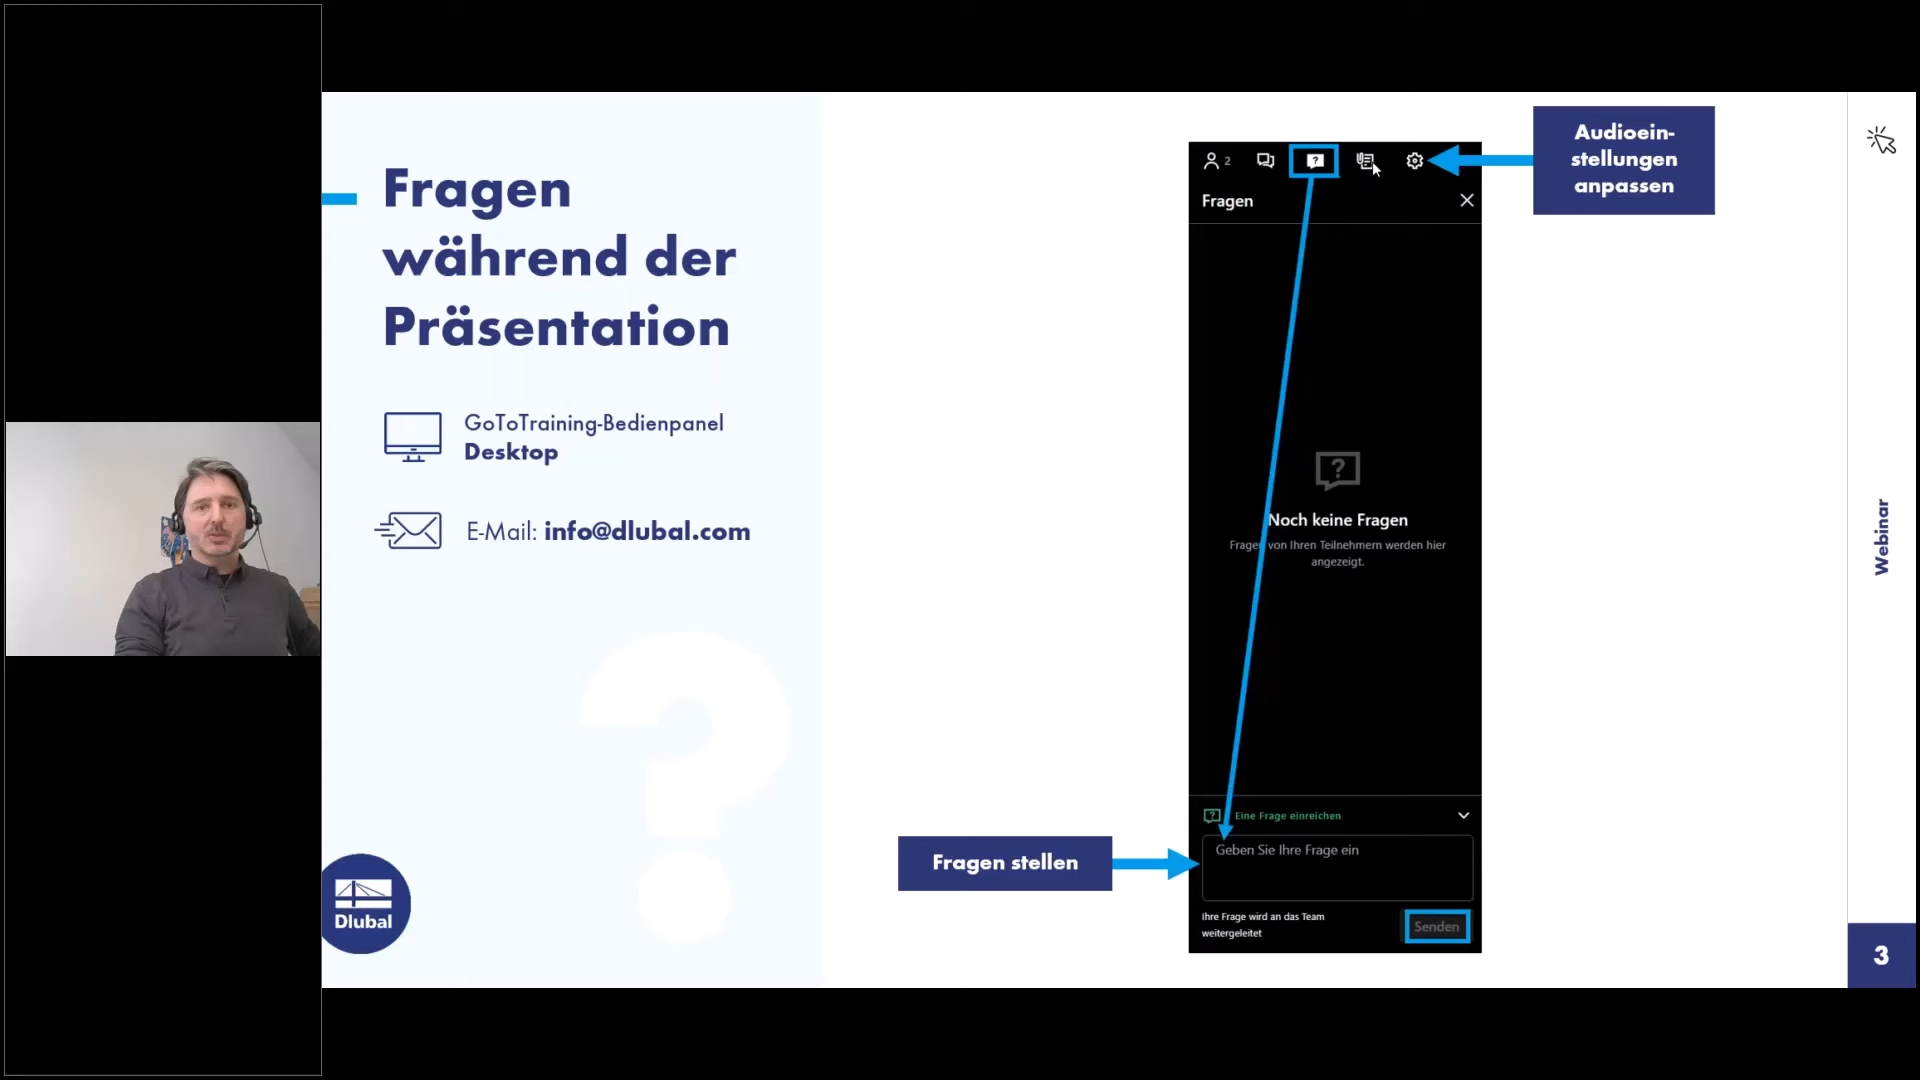 Fragen
während der
Präsentation
GoToTraining-Bedienpanel
Desktop
E-Mail: info@dlubal.com
Dlubal
2
Fragen
Noch keine Fragen
Fragen von Ihren Teilnehmern werden hier
angezeigt.
Eine Frage einreichen
Geben Sie Ihre Frage ein
Ihre Frage wird an das Team
weitergeleitet
Senden
Fragen stellen
Audioein-
stellungen
anpassen
Webinar
3